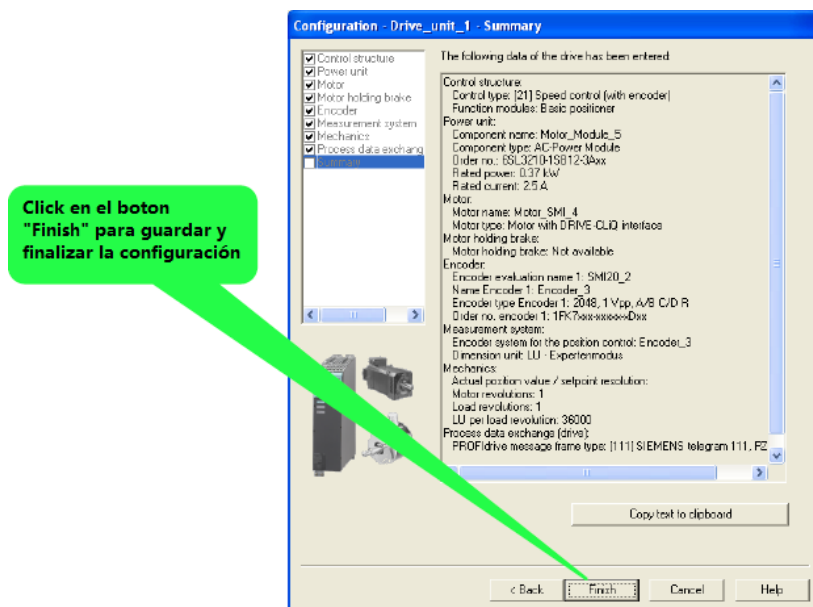 Configuration - Drive_unit_1 - Summary
Control structure
Power unit
Motor
Motor holding brake
Encoder
Measurement system
Mechanics
Process data exchang
Summary
The following data of the drive has been entered:
Control structure:
Control type: [21] Speed control (with encoder)
Function modules: Basic positioner
Power unit:
Component name: Motor_Module_5
Component type: AC-Power Module
Order no.: 6SL3210-1SB12-3Axx
Rated power: 0.37 kW
Rated current: 2.5 A
Motor:
Motor name: Motor_SMI_4
Motor type: Motor with DRIVE-CLiQ interface
Motor holding brake:
Motor holding brake: Not available
Encoder:
Encoder evaluation name 1: SMI20_2
Name Encoder 1: Encoder_3
Encoder type Encoder 1: 2048, 1 Vpp, A/B C/D R
Order no. encoder 1: 1FK7xxx-xxxxx-xDxx
Measurement system:
Encoder system for the position control: Encoder_3
Dimension unit: LU - Expertenmodus
Mechanics:
Actual position value / setpoint resolution:
Motor revolutions: 1
Load revolutions: 1
LU per load revolution: 36000
Process data exchange (drive):
PROFIdrive message frame type: [111] SIEMENS telegram 111, PZ
Click en el boton
"Finish" para guardar y
finalizar la configuración
Copy text to clipboard
< Back
Finish
Cancel
Help